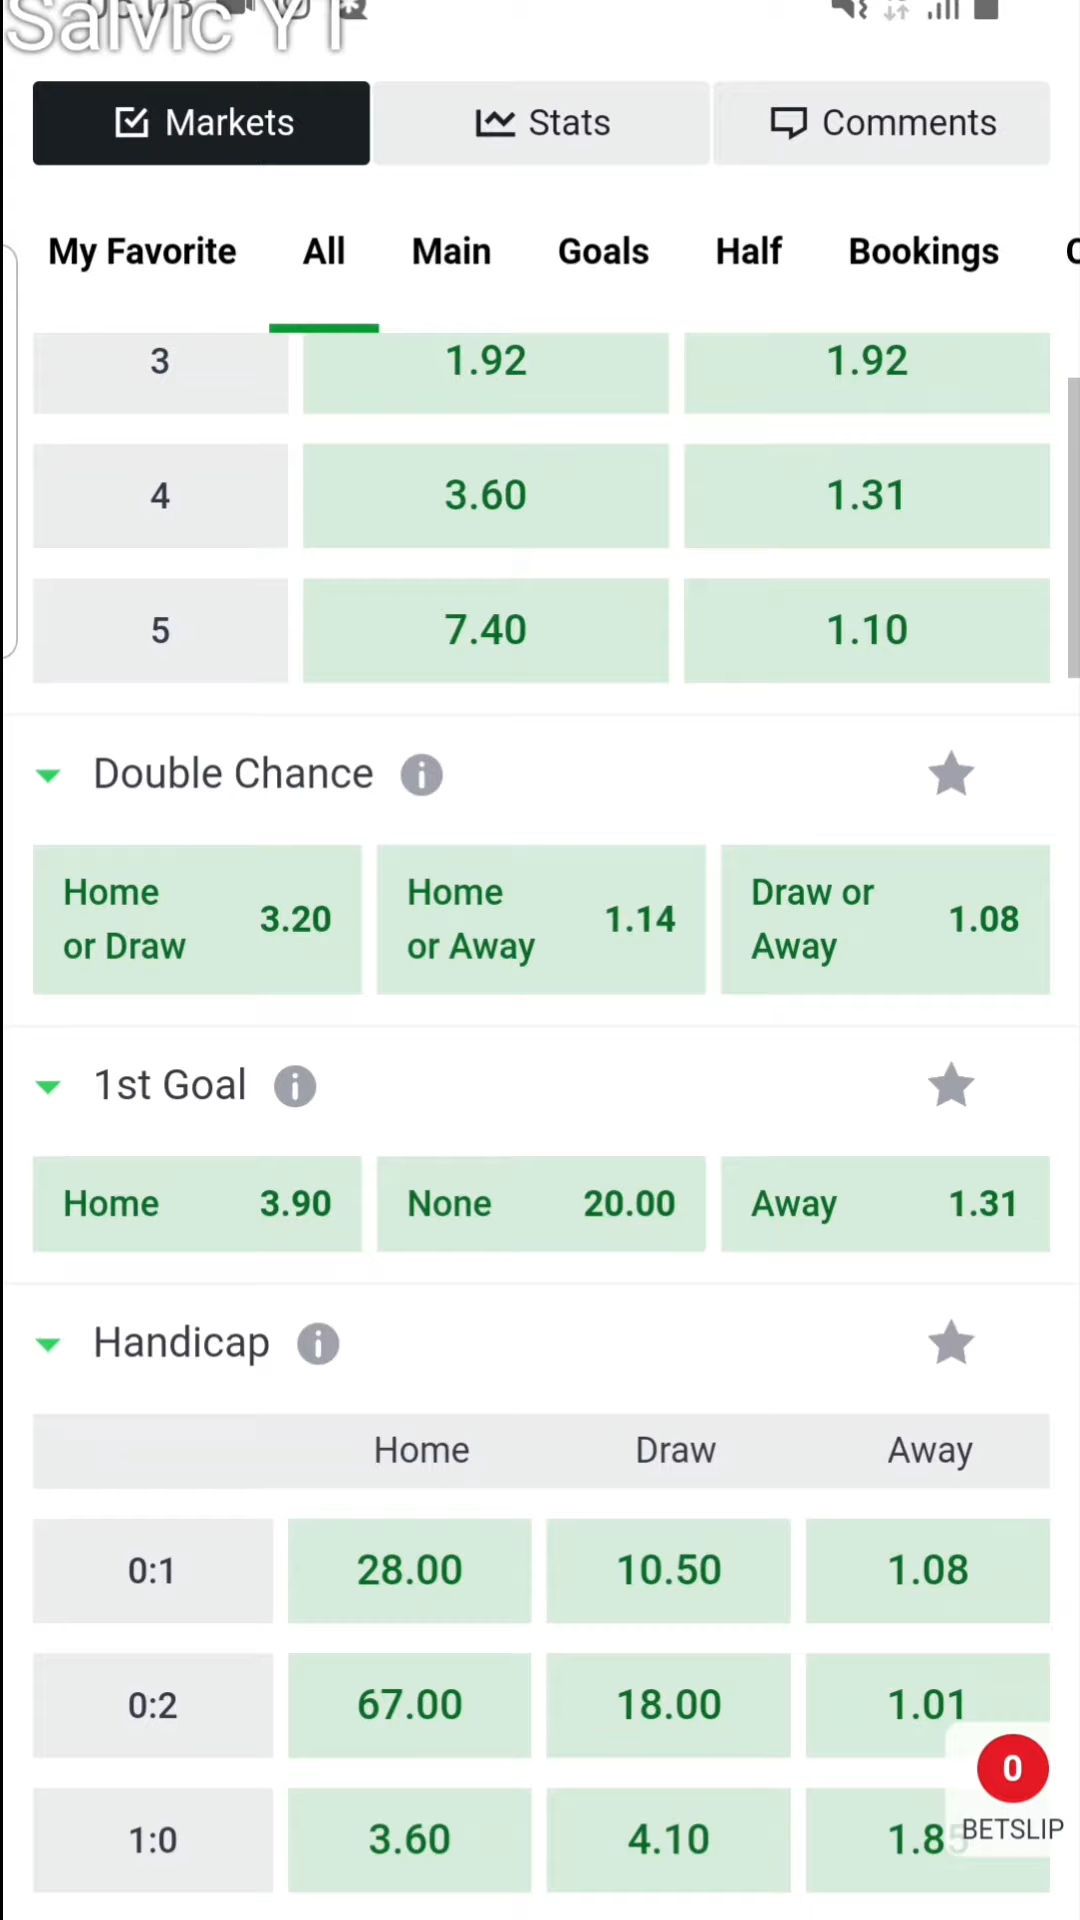 Salvic YT
Markets
Stats
Comments
My Favorite
All
Main
Goals
Half
Bookings
3 1.92 1.92
4 3.60 1.31
5 7.40 1.10
Double Chance
Home or Draw 3.20
Home or Away 1.14
Draw or Away 1.08
1st Goal
Home 3.90
None 20.00
Away 1.31
Handicap
Home Draw Away
0:1 28.00 10.50 1.08
0:2 67.00 18.00 1.01
0
1:0 3.60 4.10 1.85
BETSLIP